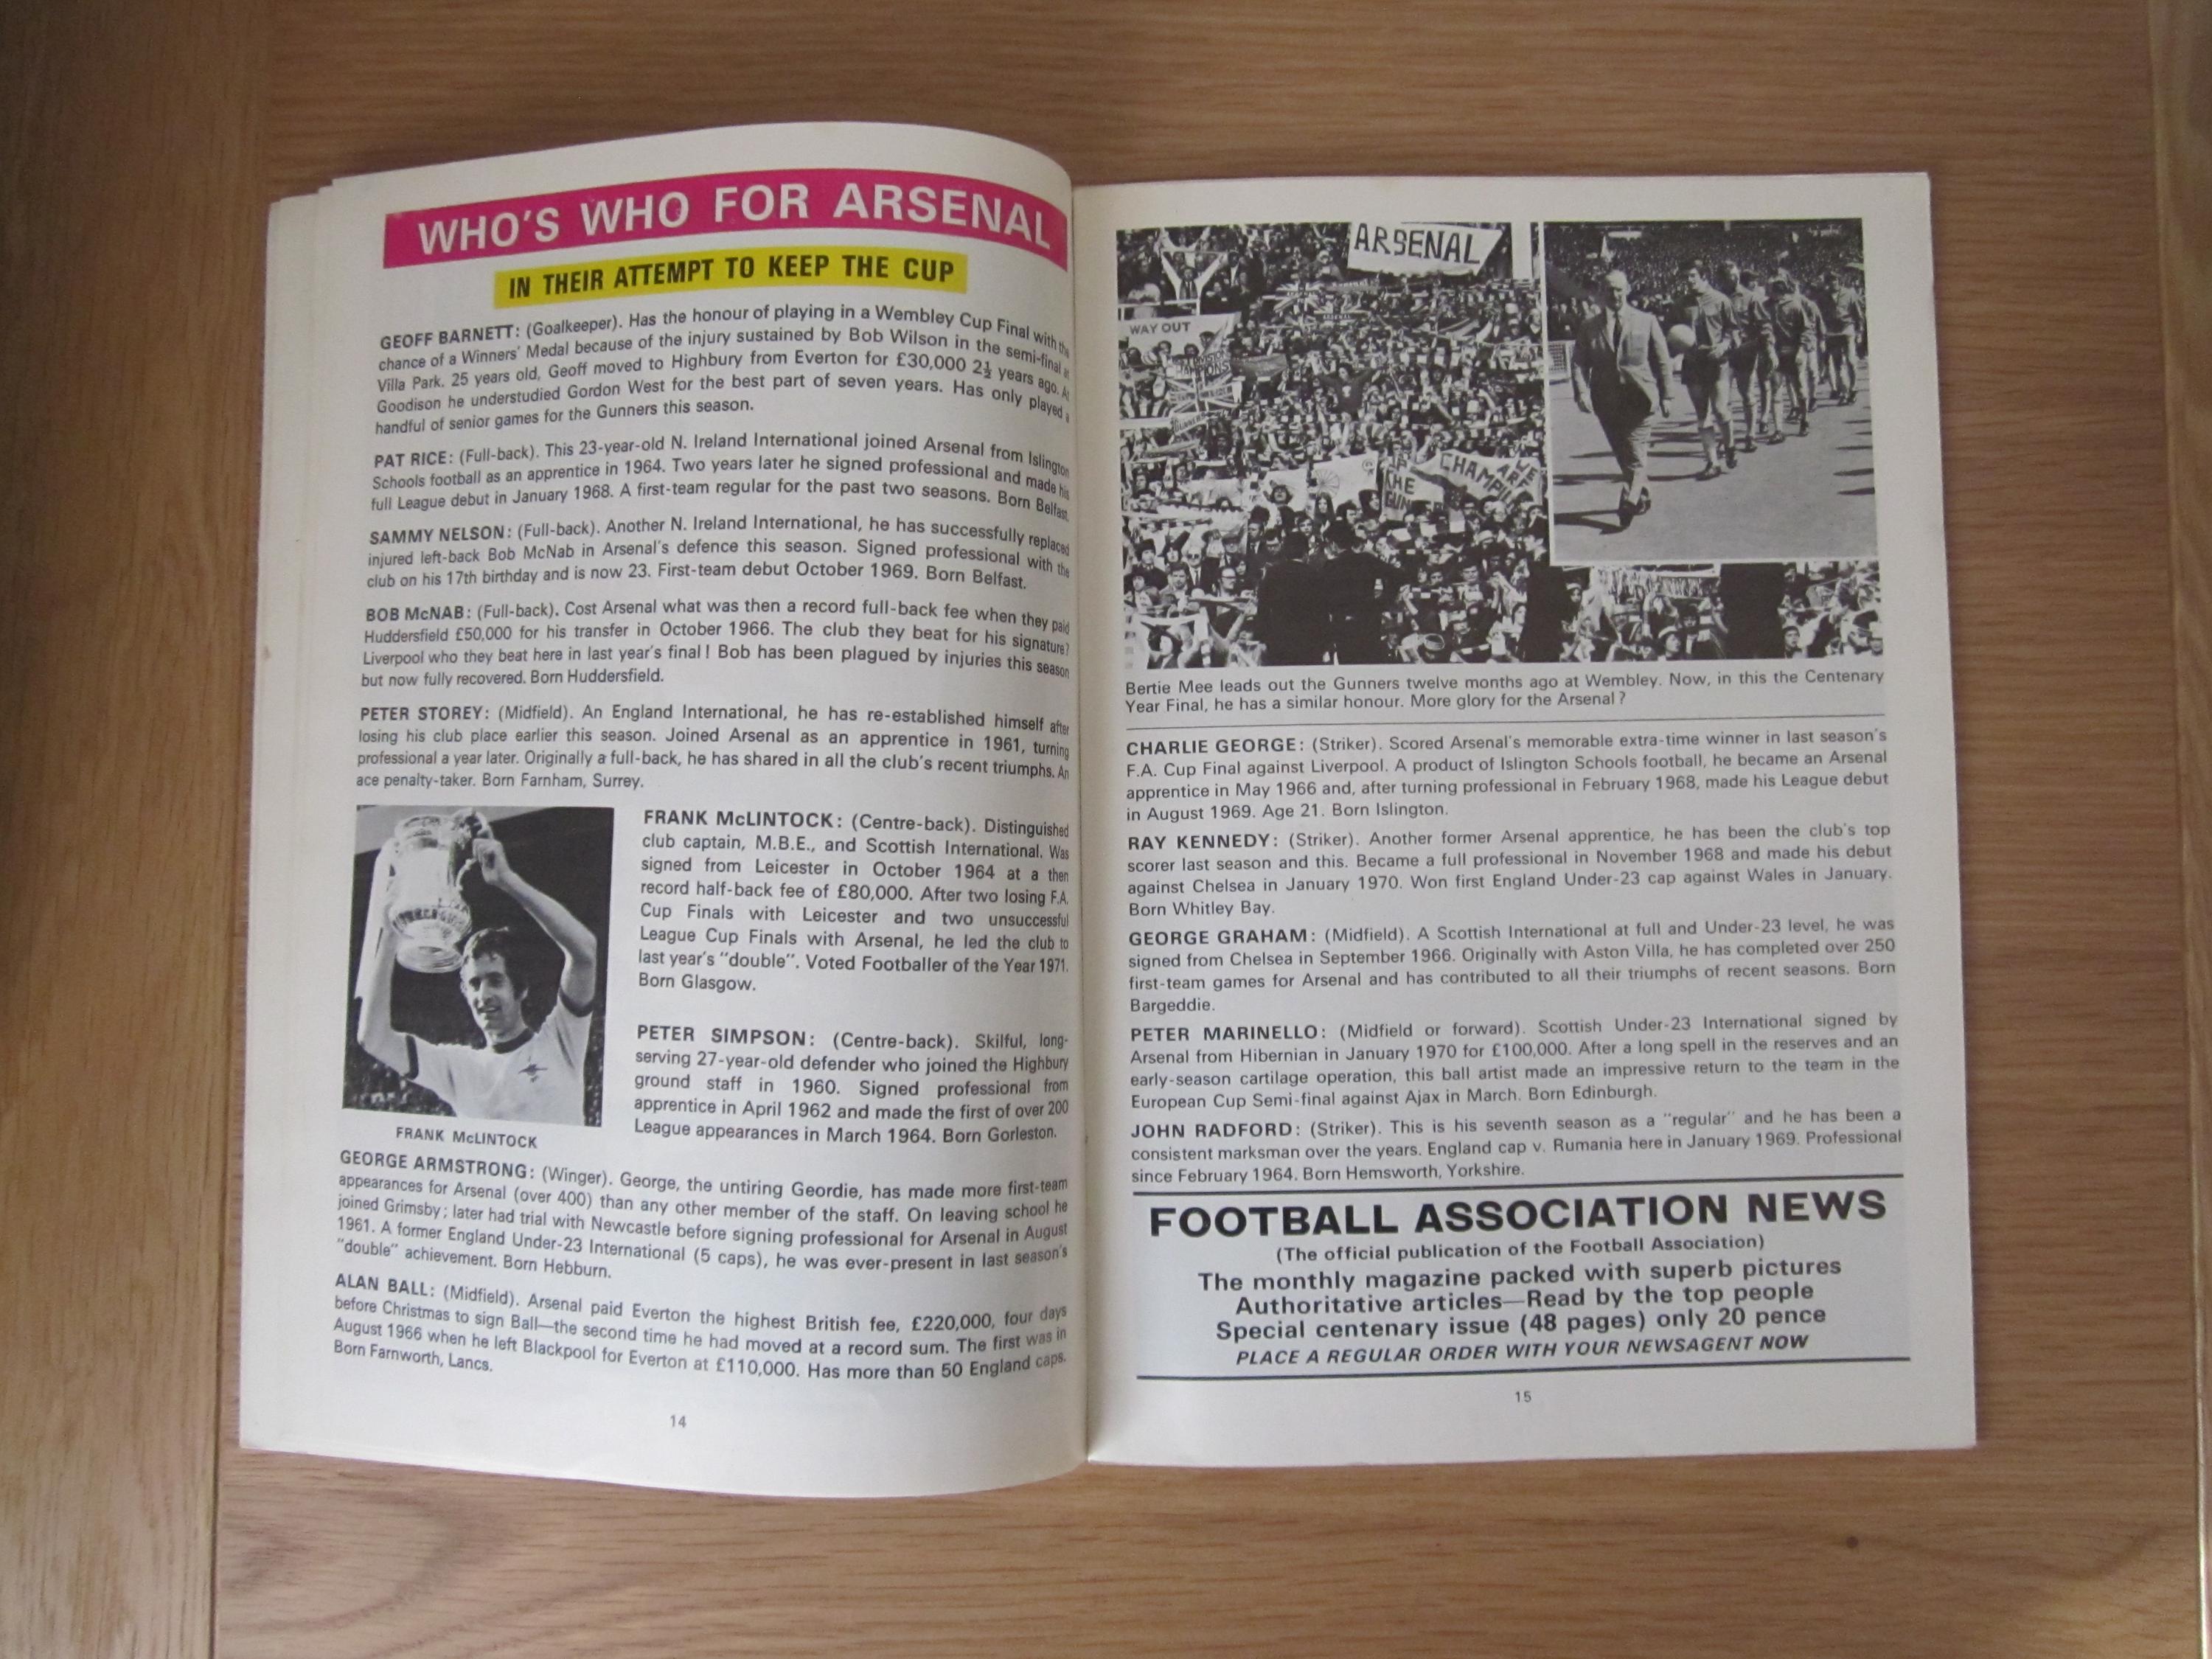 WHO'S WHO FOR ARSENAL
IN THEIR ATTEMPT TO KEEP THE CUP
GEOFF BARNETT: (Goalkeeper). Has the honour of playing in a Wembley Cup Final with the
chance of a Winners' Medal because of the injury sustained by Bob Wilson in the semi-final at
Villa Park. 25 years old, Geoff moved to Highbury from Everton for £30,000 2½ years ago. At
Goodison he understudied Gordon West for the best part of seven years. Has only played a
handful of senior games for the Gunners this season.
PAT RICE: (Full-back). This 23-year-old N. Ireland International joined Arsenal from Islington
Schools football as an apprentice in 1964. Two years later he signed professional and made his
full League debut in January 1968. A first-team regular for the past two seasons. Born Belfast.
SAMMY NELSON: (Full-back). Another N. Ireland International, he has successfully replaced
injured left-back Bob McNab in Arsenal's defence this season. Signed professional with the
club on his 17th birthday and is now 23. First-team debut October 1969. Born Belfast.
BOB McNAB: (Full-back). Cost Arsenal what was then a record full-back fee when they paid
Huddersfield £50,000 for his transfer in October 1966. The club they beat for his signature?
Liverpool who they beat here in last year's final! Bob has been plagued by injuries this season
but now fully recovered. Born Huddersfield.
PETER STOREY: (Midfield). An England International, he has re-established himself after
losing his club place earlier this season. Joined Arsenal as an apprentice in 1961, turning
professional a year later. Originally a full-back, he has shared in all the club's recent triumphs. An
ace penalty-taker. Born Farnham, Surrey.
FRANK McLINTOCK: (Centre-back). Distinguished
club captain, M.B.E., and Scottish International. Was
signed from Leicester in October 1964 at a then
record half-back fee of £80,000. After two losing F.A.
Cup Finals with Leicester and two unsuccessful
League Cup Finals with Arsenal, he led the club to
last year's "double". Voted Footballer of the Year 1971.
Born Glasgow.
PETER SIMPSON: (Centre-back). Skilful, long-
serving 27-year-old defender who joined the Highbury
ground staff in 1960. Signed professional from
apprentice in April 1962 and made the first of over 200
League appearances in March 1964. Born Gorleston.
FRANK McLINTOCK
GEORGE ARMSTRONG: (Winger). George, the untiring Geordie, has made more first-team
appearances for Arsenal (over 400) than any other member of the staff. On leaving school he
joined Grimsby; later had trial with Newcastle before signing professional for Arsenal in August
1961. A former England Under-23 International (5 caps), he was ever-present in last season's
"double" achievement. Born Hebburn.
ALAN BALL: (Midfield). Arsenal paid Everton the highest British fee, £220,000, four days
before Christmas to sign Ball—the second time he had moved at a record sum. The first was in
August 1966 when he left Blackpool for Everton at £110,000. Has more than 50 England caps.
Born Farnworth, Lancs.
14
ARSENAL
WAY OUT
CHAMPIONS
WE
ARE
CHAMPI
THE
GUN
Bertie Mee leads out the Gunners twelve months ago at Wembley. Now, in this the Centenary
Year Final, he has a similar honour. More glory for the Arsenal?
CHARLIE GEORGE: (Striker). Scored Arsenal's memorable extra-time winner in last season's
F.A. Cup Final against Liverpool. A product of Islington Schools football, he became an Arsenal
apprentice in May 1966 and, after turning professional in February 1968, made his League debut
in August 1969. Age 21. Born Islington.
RAY KENNEDY: (Striker). Another former Arsenal apprentice, he has been the club's top
scorer last season and this. Became a full professional in November 1968 and made his debut
against Chelsea in January 1970. Won first England Under-23 cap against Wales in January.
Born Whitley Bay.
GEORGE GRAHAM: (Midfield). A Scottish International at full and Under-23 level, he was
signed from Chelsea in September 1966. Originally with Aston Villa, he has completed over 250
first-team games for Arsenal and has contributed to all their triumphs of recent seasons. Born
Bargeddie.
PETER MARINELLO: (Midfield or forward). Scottish Under-23 International signed by
Arsenal from Hibernian in January 1970 for £100,000. After a long spell in the reserves and an
early-season cartilage operation, this ball artist made an impressive return to the team in the
European Cup Semi-final against Ajax in March. Born Edinburgh.
JOHN RADFORD: (Striker). This is his seventh season as a "regular" and he has been a
consistent marksman over the years. England cap v. Rumania here in January 1969. Professional
since February 1964. Born Hemsworth, Yorkshire.
FOOTBALL ASSOCIATION NEWS
(The official publication of the Football Association)
The monthly magazine packed with superb pictures
Authoritative articles—Read by the top people
Special centenary issue (48 pages) only 20 pence
PLACE A REGULAR ORDER WITH YOUR NEWSAGENT NOW
15